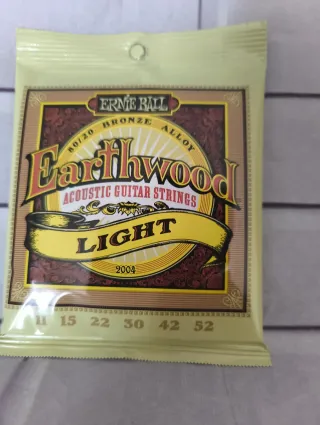 ERNIE BALL
80/20 BRONZE ALLOY
Earthwood
ACOUSTIC GUITAR STRINGS
LIGHT
2004
11 15 22 30 42 52